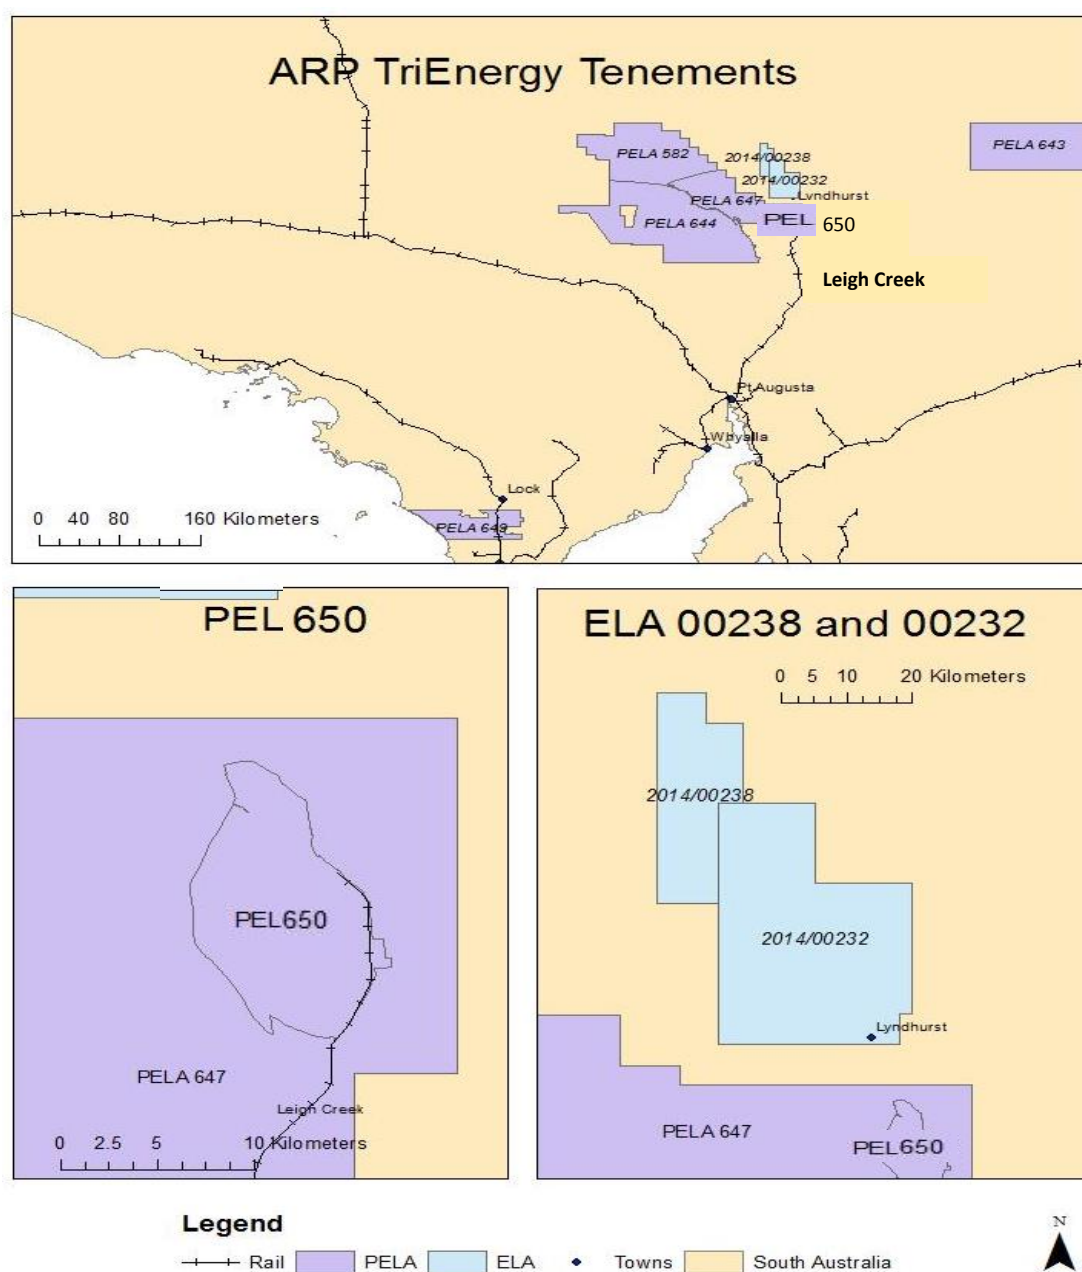 ARP TriEnergy Tenements
PELA 582
2014/00238
PELA 643
2014/00232
Lyndhurst
PELA 647
PELA 644
PEL 650
Leigh Creek
Pt Augusta
Whyalla
Lock
PELA 649
0 40 80 160 Kilometers
PEL 650
PEL650
PELA 647
Leigh Creek
0 2.5 5 10 Kilometers
ELA 00238 and 00232
0 5 10 20 Kilometers
2014/00238
2014/00232
Lyndhurst
PELA 647
PEL650
Legend
N
Rail PELA ELA Towns South Australia